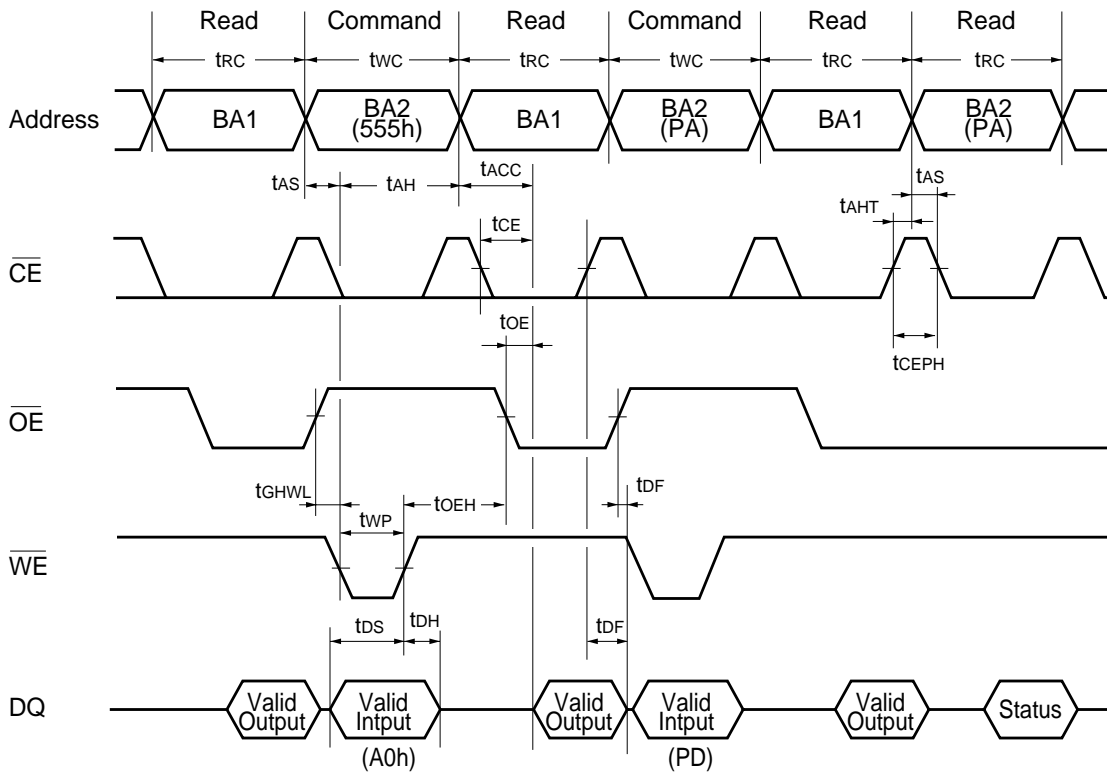 Read Command Read Command Read Read
tRC tWC tRC tWC tRC tRC
Address BA1 BA2 BA1 BA2 BA1 BA2
(555h) (PA) (PA)
tAS tAH tACC tAS
tAHT
tCE
CE
tOE
tCEPH
OE
tGHWL tOEH tDF
tWP
WE
tDS tDH tDF
DQ Valid Valid Valid Valid Valid Status
Output Intput Output Intput Output
(A0h) (PD)